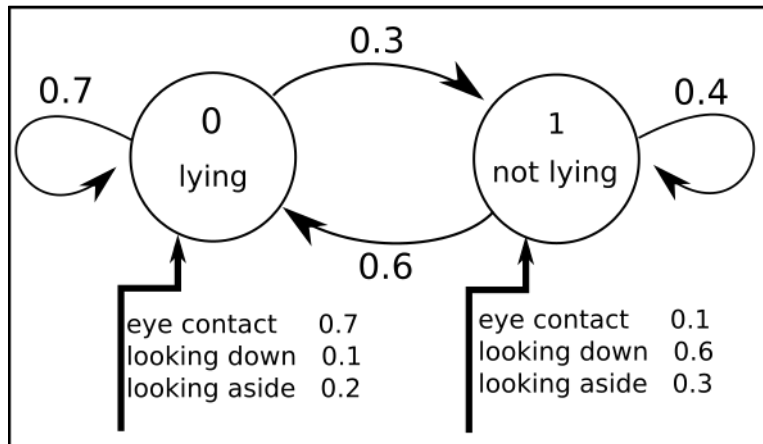 0.3
0.7
0
lying
1
not lying
0.4
0.6
eye contact 0.7
looking down 0.1
looking aside 0.2
eye contact 0.1
looking down 0.6
looking aside 0.3